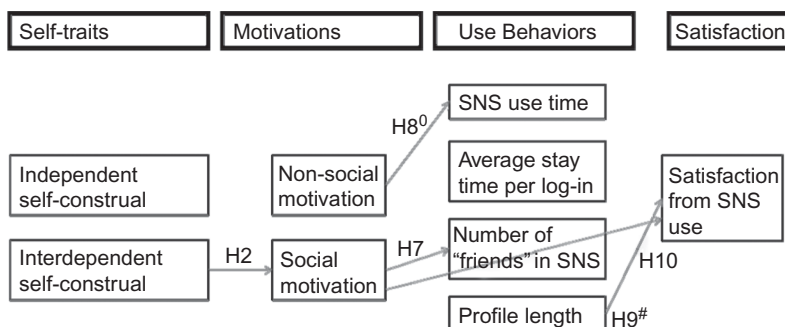 Self-traits
Motivations
Use Behaviors
Satisfaction
SNS use time
H8⁰
Average stay
time per log-in
Independent
self-construal
Non-social
motivation
Satisfaction
from SNS
use
Interdependent
self-construal
H2
Social
motivation
H7
Number of
“friends” in SNS
H10
Profile length
H9#